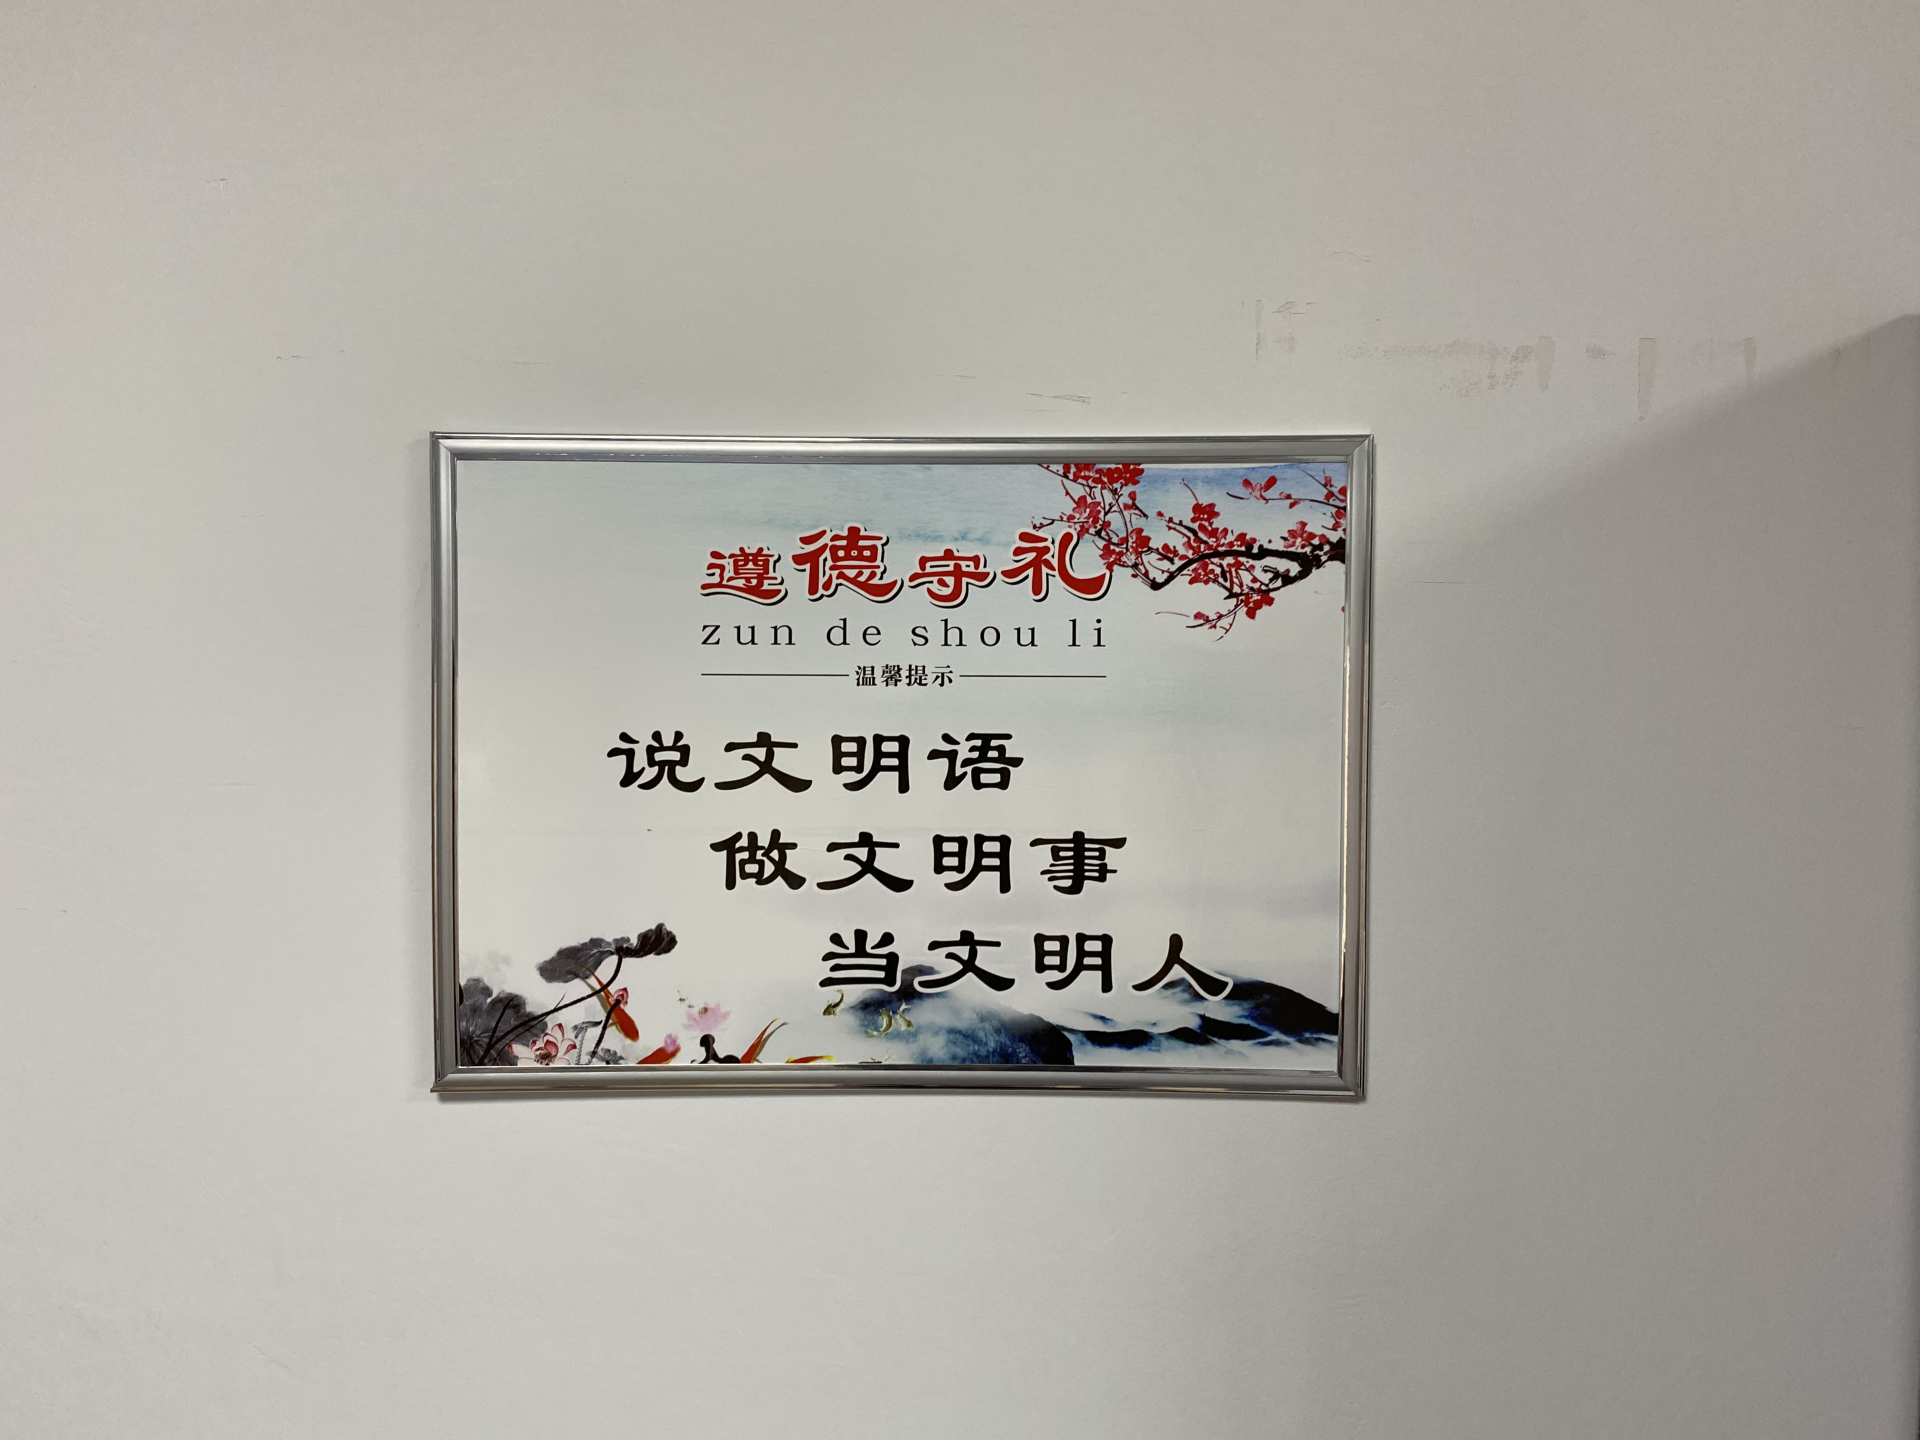 遵德守礼
zun de shou li
温馨提示
说文明语
做文明事
当文明人